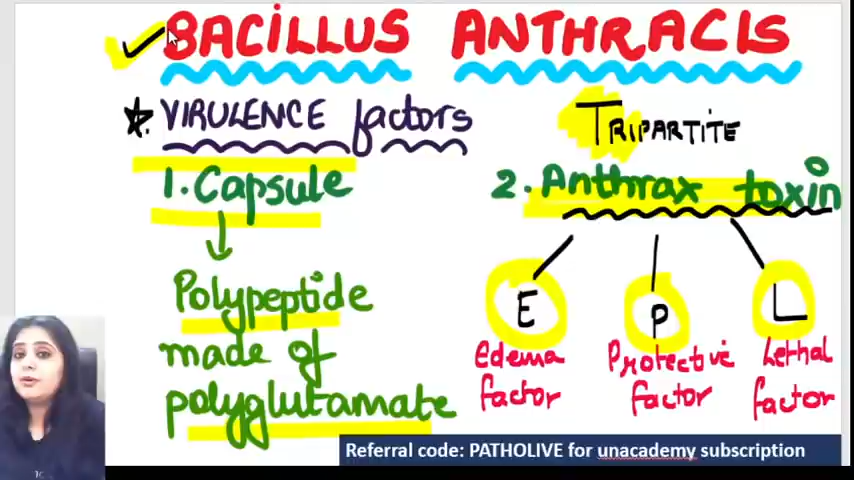 BACILLUS ANTHRACIS
*. VIRULENCE factors
TRIPARTITE
1. Capsule
Polypeptide
made of
polyglutamate
2. Anthrax toxin
E P L
Edema factor
Protective factor
Lethal factor
Referral code: PATHOLIVE for unacademy subscription